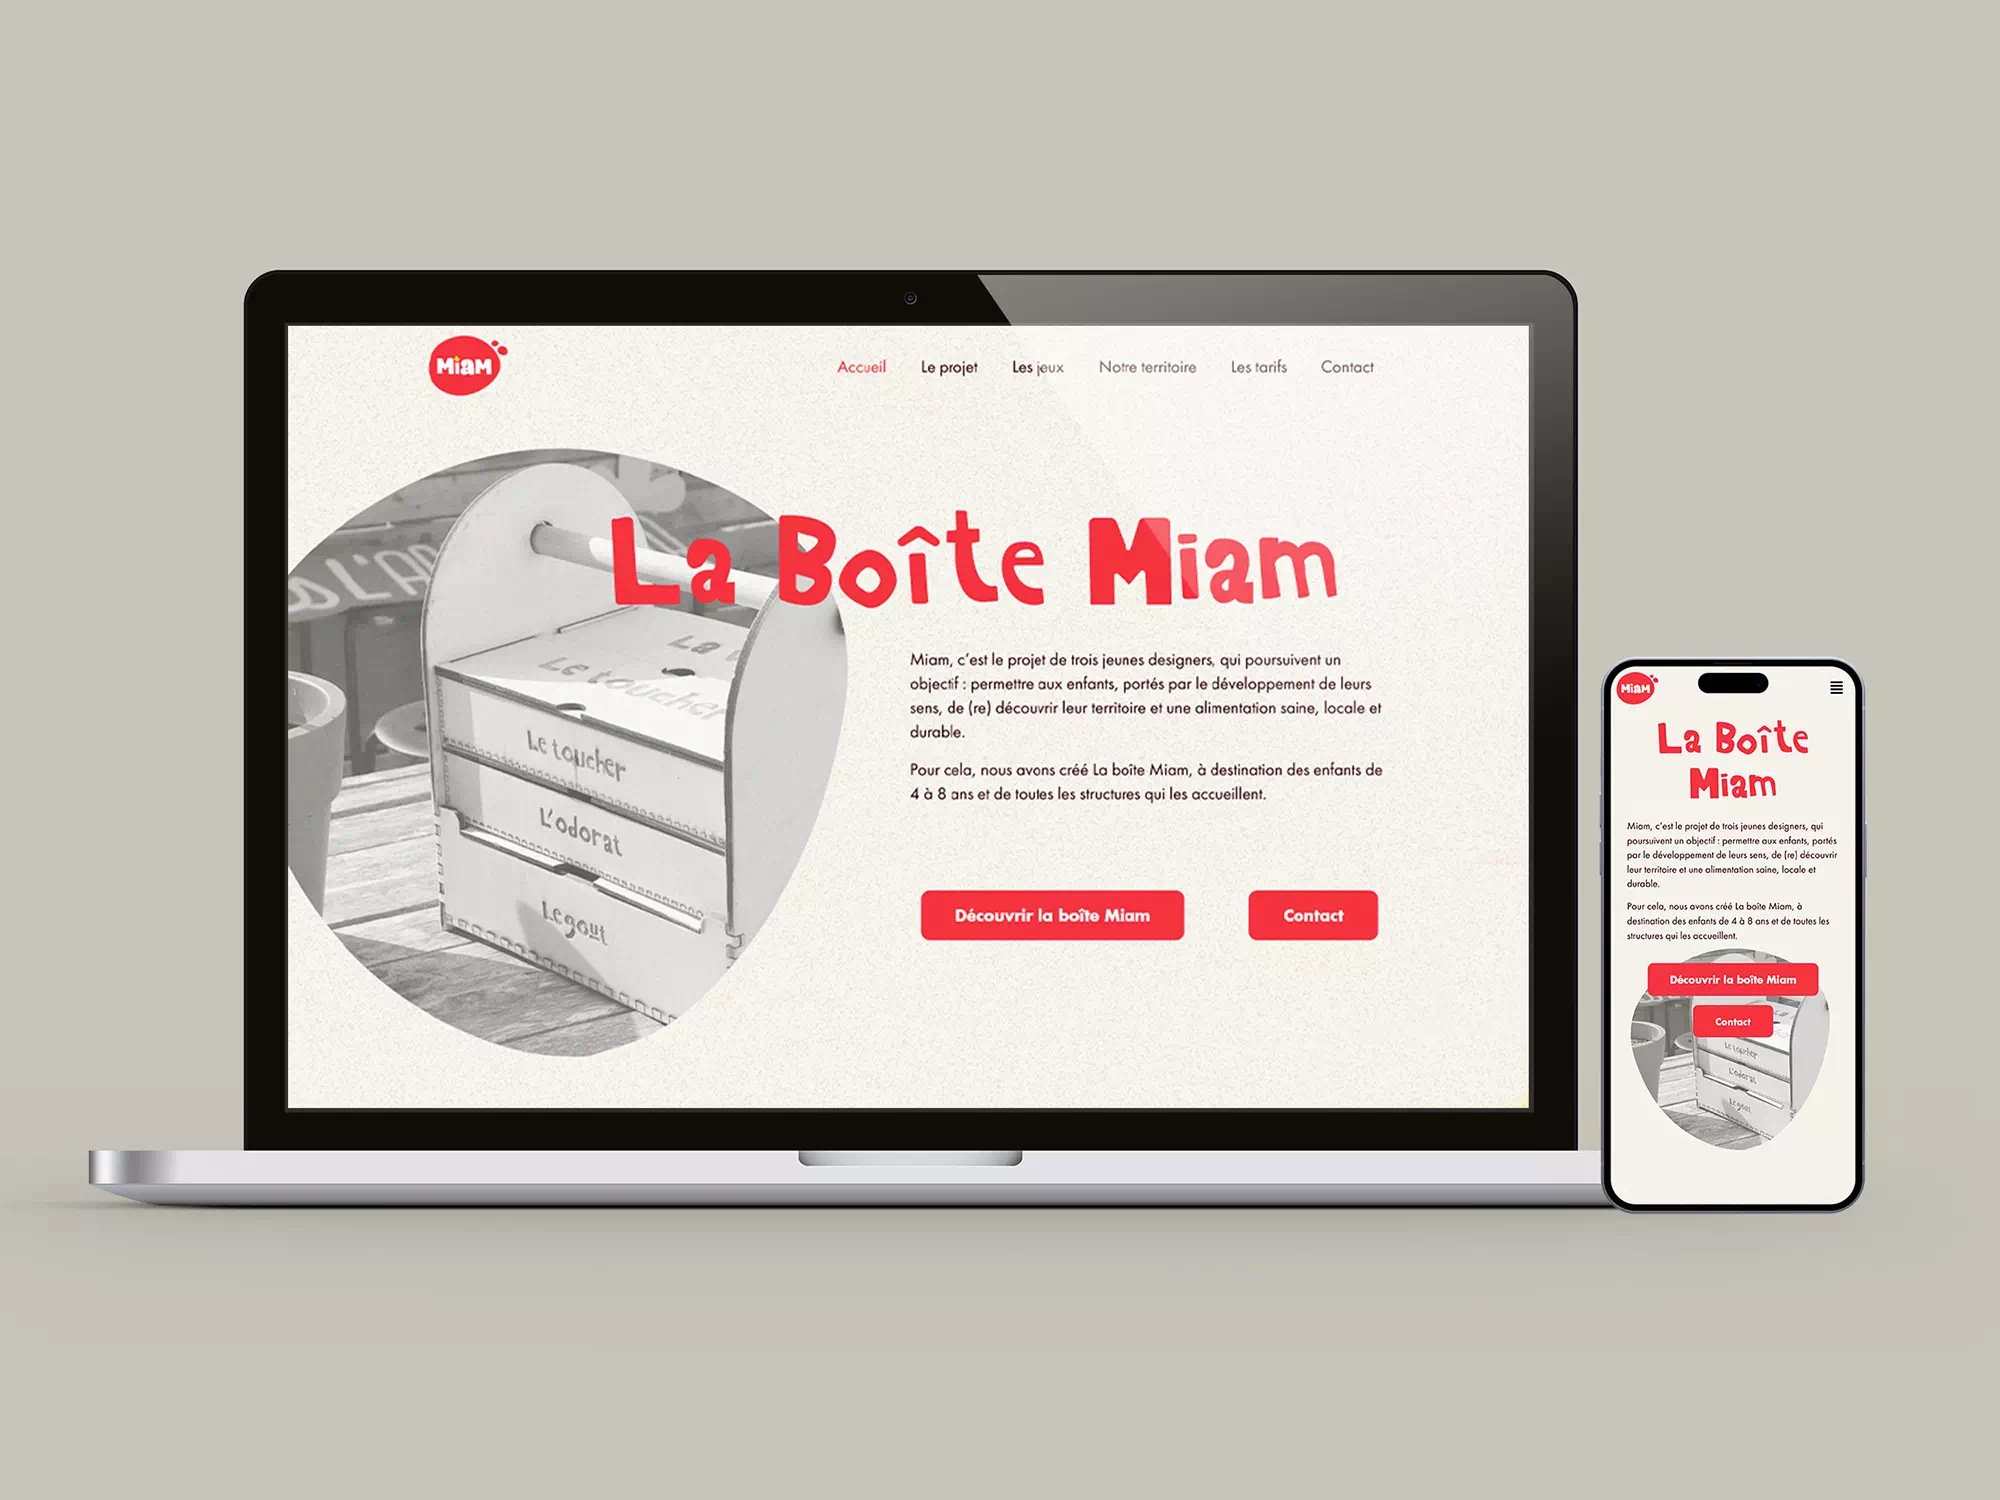 MiaM
Accueil Le projet Les jeux Notre territoire Les tarifs Contact
La Boîte Miam
Miam, c'est le projet de trois jeunes designers, qui poursuivent un
objectif : permettre aux enfants, portés par le développement de leurs
sens, de (re) découvrir leur territoire et une alimentation saine, locale et
durable.
Pour cela, nous avons créé La boîte Miam, à destination des enfants de
4 à 8 ans et de toutes les structures qui les accueillent.
Découvrir la boîte Miam Contact
La
Le toucher
Le toucher
L'odorat
Le gout
MiaM
La Boîte
Miam
Miam, c'est le projet de trois jeunes designers, qui
poursuivent un objectif : permettre aux enfants, portés
par le développement de leurs sens, de (re) découvrir
leur territoire et une alimentation saine, locale et
durable.
Pour cela, nous avons créé La boîte Miam, à
destination des enfants de 4 à 8 ans et de toutes les
structures qui les accueillent.
Découvrir la boîte Miam
Contact
Le toucher
L'odorat
Le gout